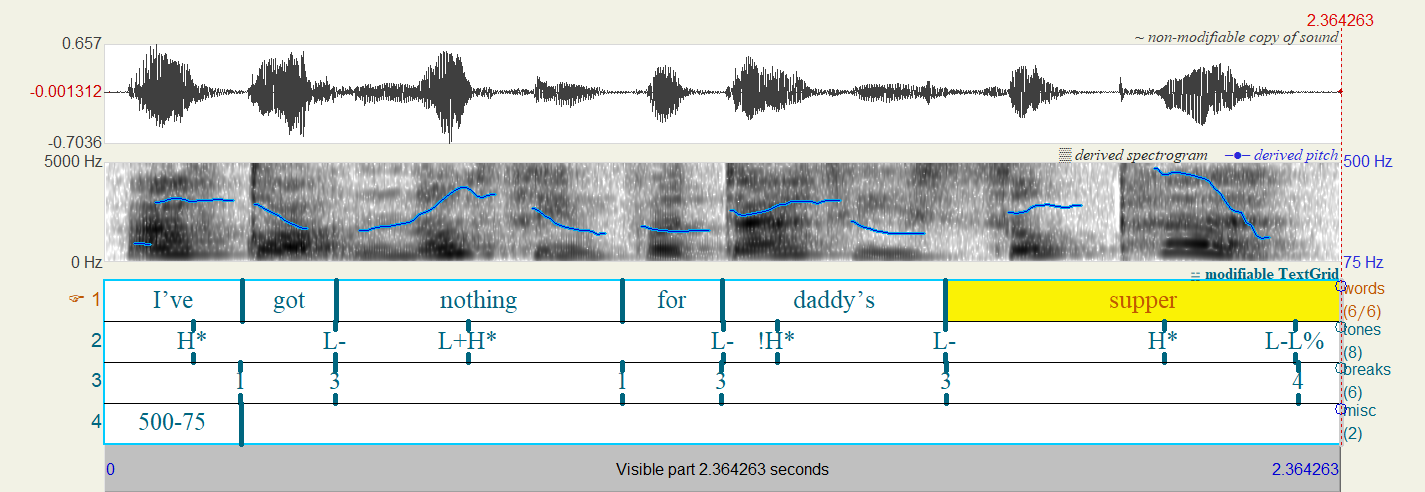 2.364263
~ non-modifiable copy of sound
0.657
-0.001312
-0.7036
5000 Hz derived spectrogram derived pitch 500 Hz
0 Hz 75 Hz
modifiable TextGrid
1 I've got nothing for daddy's supper words (6/6)
2 H* L- L+H* L- !H* L- H* L-L% tones (8)
3 1 3 1 3 3 4 breaks (6)
4 500-75 misc (2)
0 Visible part 2.364263 seconds 2.364263